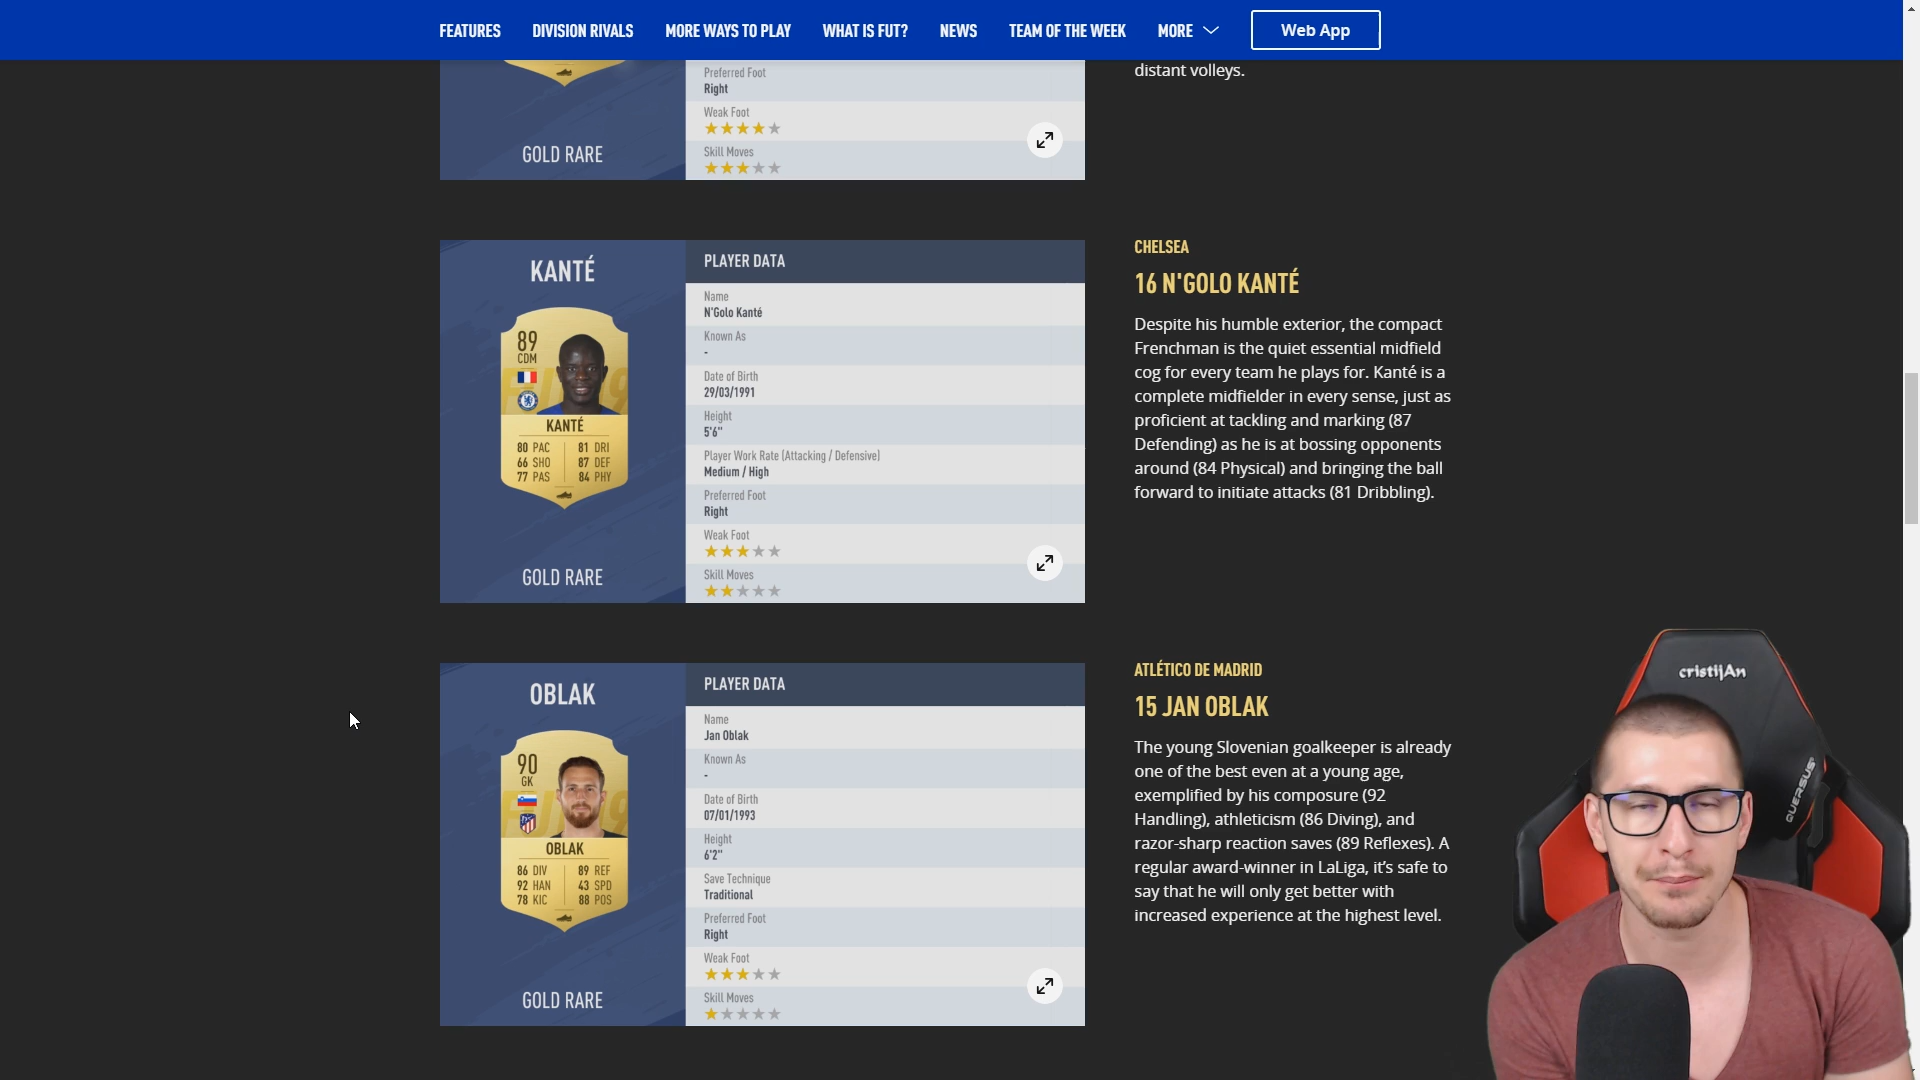 FEATURES DIVISION RIVALS MORE WAYS TO PLAY WHAT IS FUT? NEWS TEAM OF THE WEEK MORE Web App
Preferred Foot
Right
Weak Foot
Skill Moves
GOLD RARE
distant volleys.
KANTÉ
89
CDM
KANTÉ
80 PAC 81 DRI
66 SHO 87 DEF
77 PAS 84 PHY
GOLD RARE
PLAYER DATA
Name
N'Golo Kanté
Known As
-
Date of Birth
29/03/1991
Height
5'6"
Player Work Rate (Attacking / Defensive)
Medium / High
Preferred Foot
Right
Weak Foot
Skill Moves
CHELSEA
16 N'GOLO KANTÉ
Despite his humble exterior, the compact
Frenchman is the quiet essential midfield
cog for every team he plays for. Kanté is a
complete midfielder in every sense, just as
proficient at tackling and marking (87
Defending) as he is at bossing opponents
around (84 Physical) and bringing the ball
forward to initiate attacks (81 Dribbling).
OBLAK
90
GK
OBLAK
86 DIV 89 REF
92 HAN 43 SPD
78 KIC 88 POS
GOLD RARE
PLAYER DATA
Name
Jan Oblak
Known As
-
Date of Birth
07/01/1993
Height
6'2"
Save Technique
Traditional
Preferred Foot
Right
Weak Foot
Skill Moves
ATLÉTICO DE MADRID
15 JAN OBLAK
The young Slovenian goalkeeper is already
one of the best even at a young age,
exemplified by his composure (92
Handling), athleticism (86 Diving), and
razor-sharp reaction saves (89 Reflexes). A
regular award-winner in LaLiga, it's safe to
say that he will only get better with
increased experience at the highest level.
cristijAn
QUERSUS